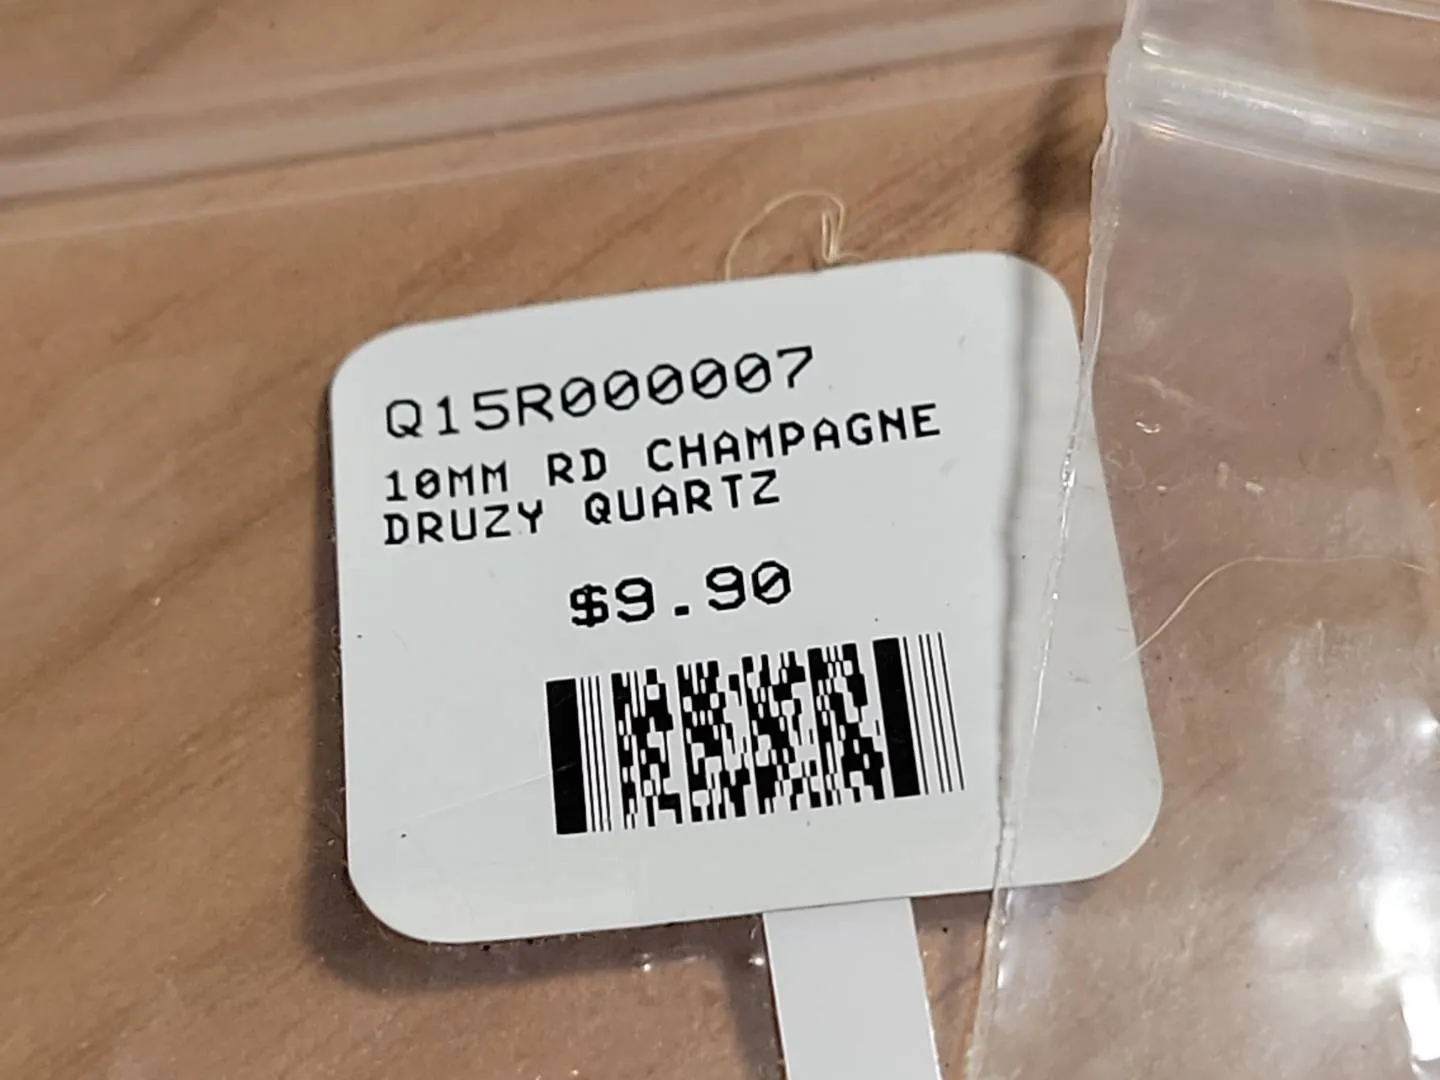 Q15R000007
10MM RD CHAMPAGNE
DRUZY QUARTZ
$9.90